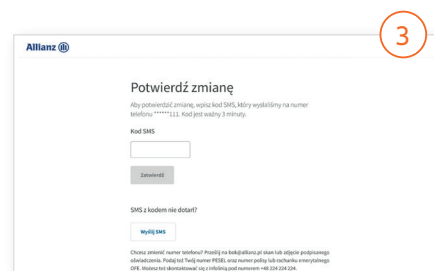 3
Allianz
Potwierdź zmianę
Aby potwierdzić zmianę, wpisz kod SMS, który wysłaliśmy na numer
telefonu ******111. Kod jest ważny 3 minuty.
Kod SMS
Zatwierdź
SMS z kodem nie dotarł?
Wyślij SMS
Chcesz zmienić numer telefonu? Prześlij na bok@allianz.pl skan lub zdjęcie podpisanego
oświadczenia. Podaj też Twój numer PESEL oraz numer polisy lub rachunku emerytalnego
OFE. Możesz też skontaktować się z infolinią pod numerem +48 224 224 224.